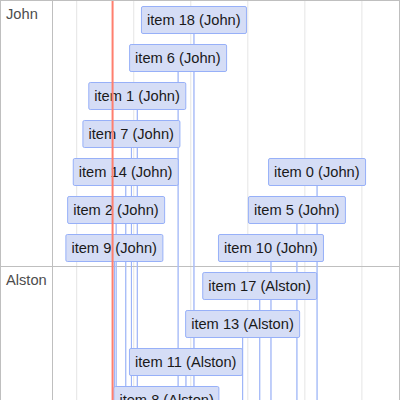 John
item 18 (John)
item 6 (John)
item 1 (John)
item 7 (John)
item 14 (John)
item 0 (John)
item 2 (John)
item 5 (John)
item 9 (John)
item 10 (John)
Alston
item 17 (Alston)
item 13 (Alston)
item 11 (Alston)
item 8 (Alston)